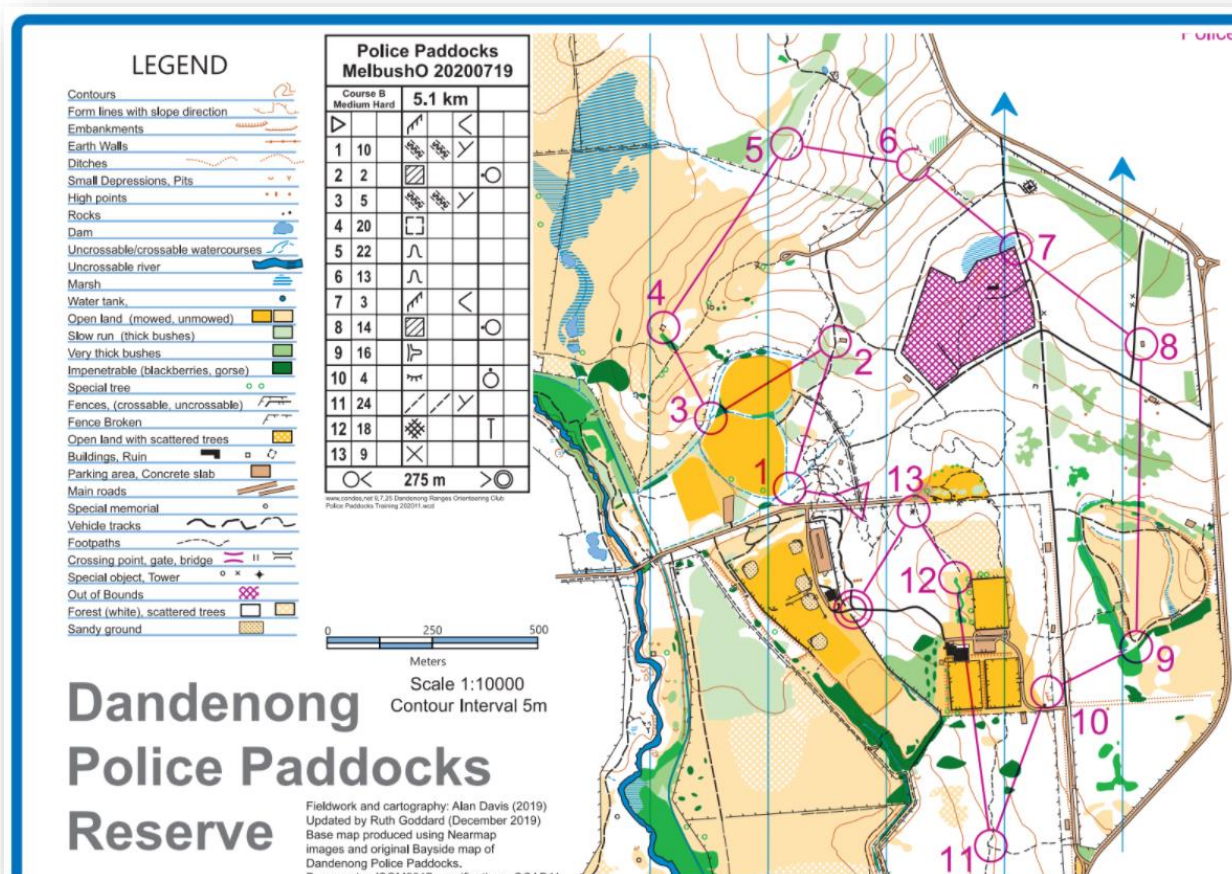 LEGEND
Contours
Form lines with slope direction
Embankments
Earth Walls
Ditches
Small Depressions, Pits
High points
Rocks
Dam
Uncrossable/crossable watercourses
Uncrossable river
Marsh
Water tank,
Open land (mowed, unmowed)
Slow run (thick bushes)
Very thick bushes
Impenetrable (blackberries, gorse)
Special tree
Fences, (crossable, uncrossable)
Fence Broken
Open land with scattered trees
Buildings, Ruin
Parking area, Concrete slab
Main roads
Special memorial
Vehicle tracks
Footpaths
Crossing point, gate, bridge
Special object, Tower
Out of Bounds
Forest (white), scattered trees
Sandy ground
Police Paddocks
MelbushO 20200719
Course B
Medium Hard
5.1 km
1 10
2 2
3 5
4 20
5 22
6 13
7 3
8 14
9 16
10 4
11 24
12 18
13 9
275 m
www.condes.net 9.7.25 Dandenong Ranges Orienteering Club
Police Paddocks Training 202011.wcd
0 250 500
Meters
Scale 1:10000
Contour Interval 5m
Dandenong
Police Paddocks
Reserve
Fieldwork and cartography: Alan Davis (2019)
Updated by Ruth Goddard (December 2019)
Base map produced using Nearmap
images and original Bayside map of
Dandenong Police Paddocks.
Police
5
6
7
4
2
8
3
1
13
12
9
10
11